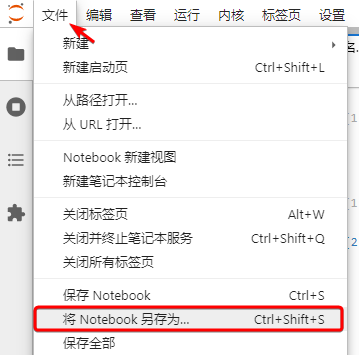 文件 编辑 查看 运行 内核 标签页 设置
新建
新建启动页 Ctrl+Shift+L
从路径打开…
从 URL 打开…
Notebook 新建视图
新建笔记本控制台
关闭标签页 Alt+W
关闭并终止笔记本服务 Ctrl+Shift+Q
关闭所有标签页
保存 Notebook Ctrl+S
将 Notebook 另存为… Ctrl+Shift+S
保存全部